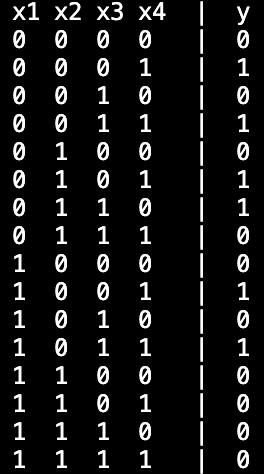 x1 x2 x3 x4 | y
0 0 0 0 | 0
0 0 0 1 | 1
0 0 1 0 | 0
0 0 1 1 | 1
0 1 0 0 | 0
0 1 0 1 | 1
0 1 1 0 | 1
0 1 1 1 | 0
1 0 0 0 | 0
1 0 0 1 | 1
1 0 1 0 | 0
1 0 1 1 | 1
1 1 0 0 | 0
1 1 0 1 | 0
1 1 1 0 | 0
1 1 1 1 | 0